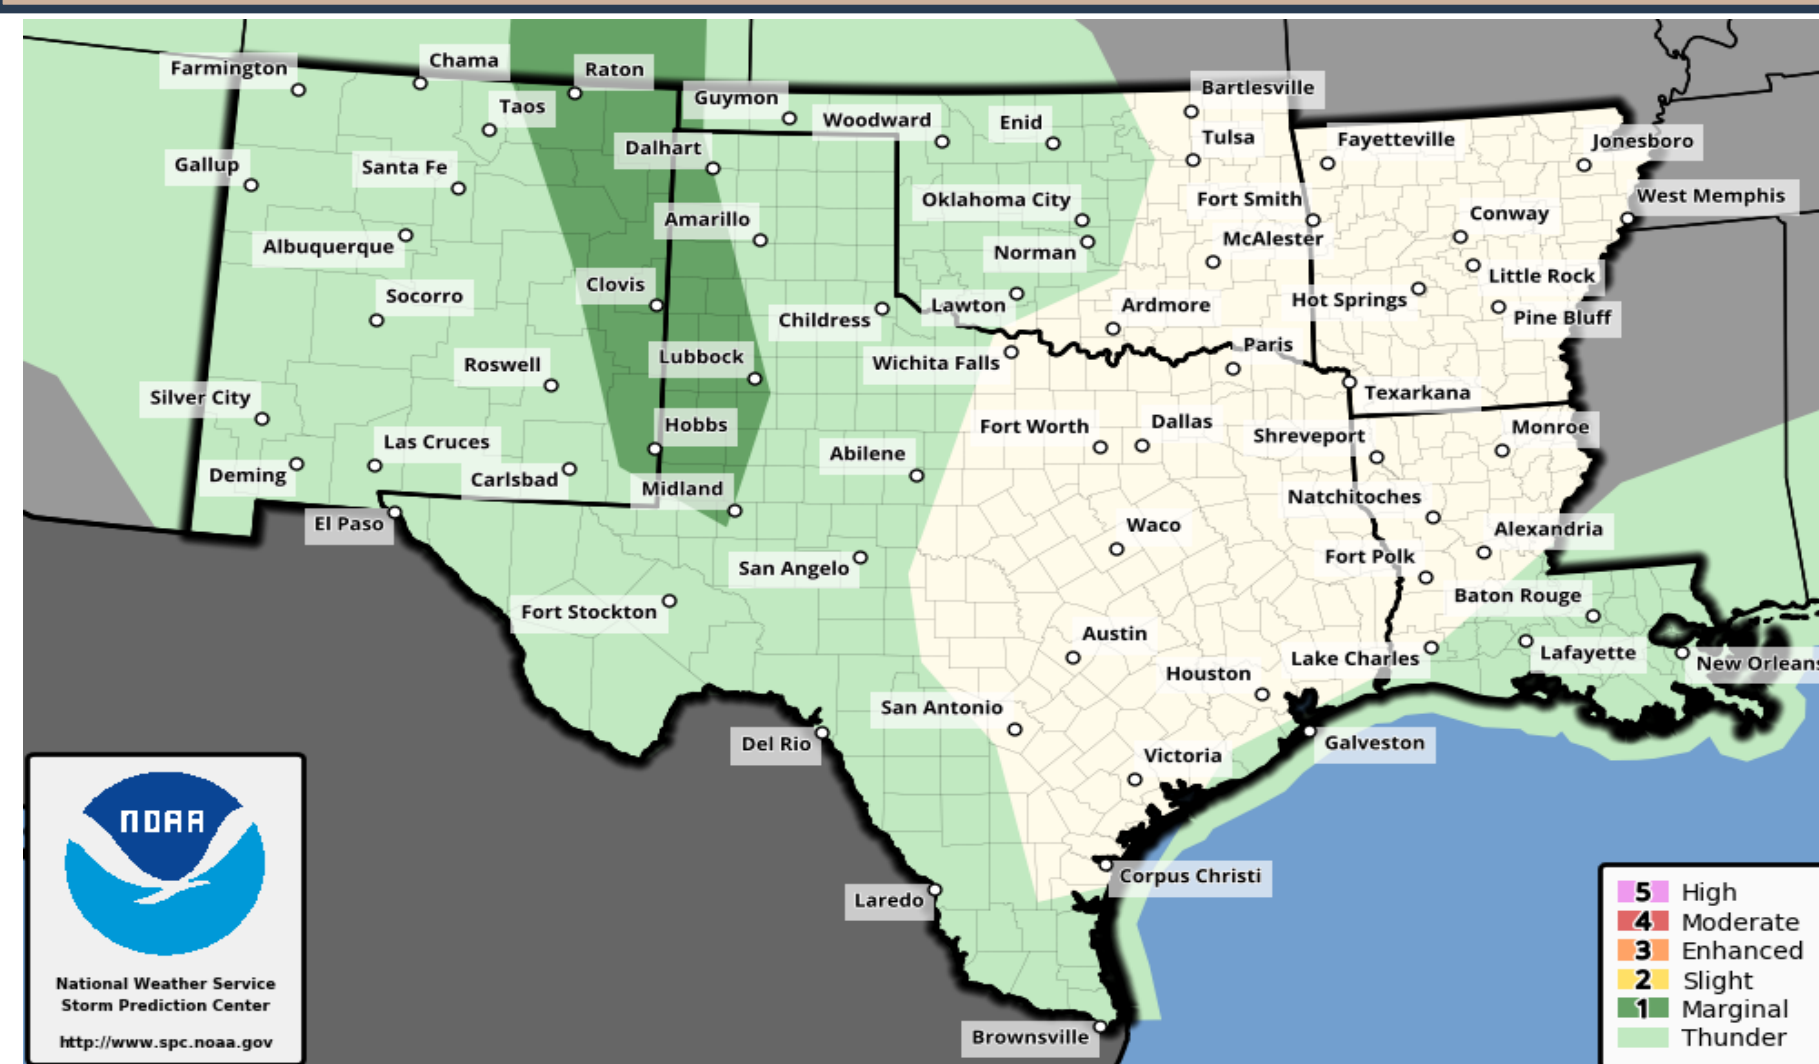 Farmington
Chama
Raton
Taos
Guymon
Woodward
Enid
Bartlesville
Tulsa
Fayetteville
Jonesboro
Gallup
Santa Fe
Dalhart
Oklahoma City
Fort Smith
West Memphis
Albuquerque
Amarillo
Norman
McAlester
Conway
Little Rock
Socorro
Clovis
Childress
Lawton
Ardmore
Hot Springs
Pine Bluff
Roswell
Lubbock
Wichita Falls
Paris
Texarkana
Silver City
Las Cruces
Hobbs
Abilene
Fort Worth
Dallas
Shreveport
Monroe
Deming
Carlsbad
Midland
Natchitoches
El Paso
San Angelo
Waco
Fort Polk
Alexandria
Fort Stockton
Austin
Baton Rouge
Houston
Lake Charles
Lafayette
New Orleans
Del Rio
San Antonio
Victoria
Galveston
Laredo
Corpus Christi
Brownsville
NOAA
National Weather Service
Storm Prediction Center
http://www.spc.noaa.gov
5 High
4 Moderate
3 Enhanced
2 Slight
1 Marginal
Thunder